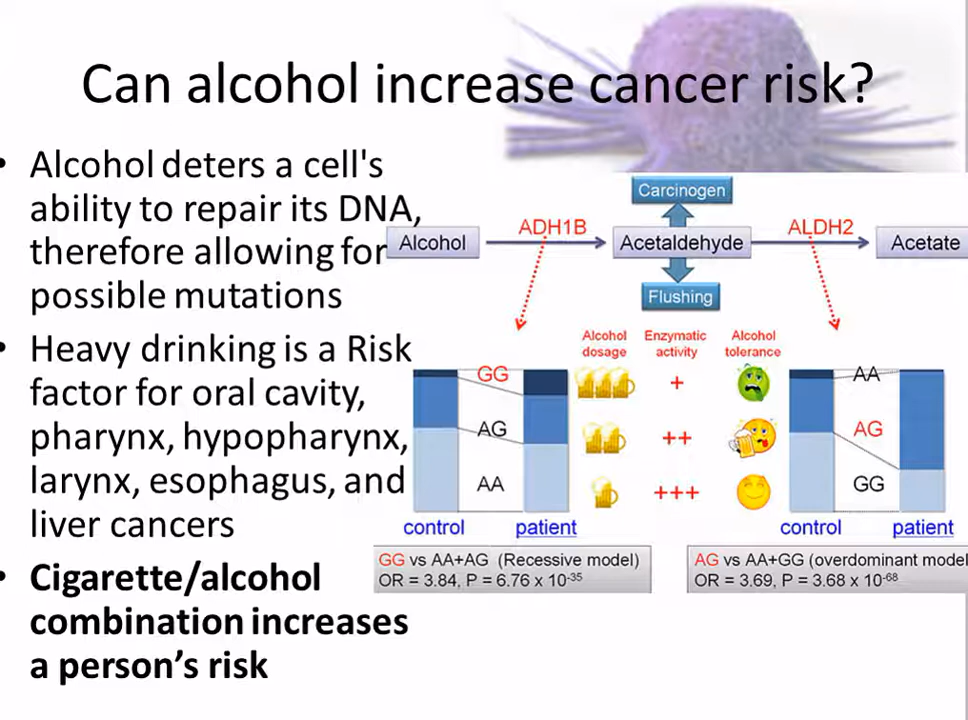 Can alcohol increase cancer risk?
• Alcohol deters a cell's
ability to repair its DNA,
therefore allowing for
possible mutations
• Heavy drinking is a Risk
factor for oral cavity,
pharynx, hypopharynx,
larynx, esophagus, and
liver cancers
• Cigarette/alcohol
combination increases
a person’s risk
Carcinogen
Alcohol
ADH1B
Acetaldehyde
ALDH2
Acetate
Flushing
Alcohol
dosage
Enzymatic
activity
Alcohol
tolerance
GG
AG
AA
control
patient
+
++
+++
AA
AG
GG
control
patient
GG vs AA+AG (Recessive model)
OR = 3.84, P = 6.76 x 10⁻³⁵
AG vs AA+GG (overdominant model
OR = 3.69, P = 3.68 x 10⁻⁶⁸